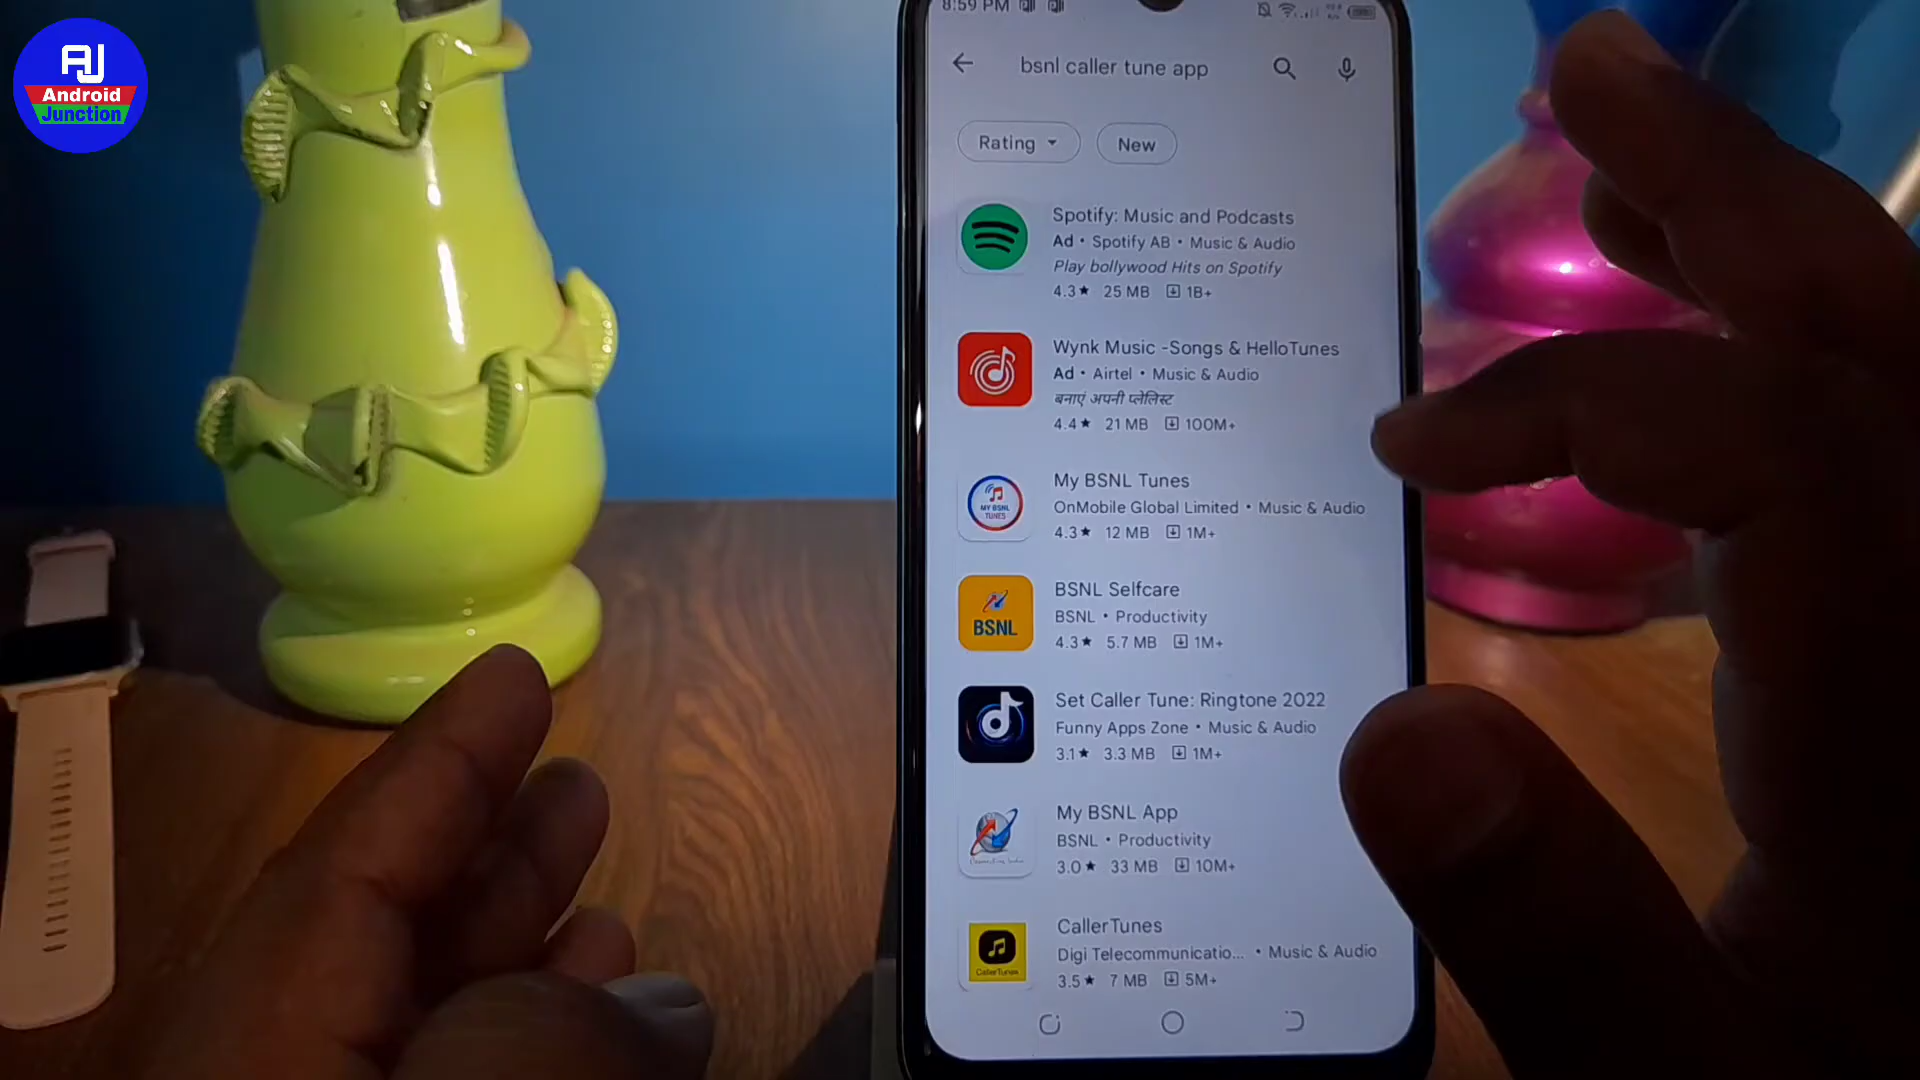 AJ
Android
Junction
8:59 PM
bsnl caller tune app
Rating
New
Spotify: Music and Podcasts
Ad • Spotify AB • Music & Audio
Play bollywood Hits on Spotify
4.3★ 25 MB 1B+
Wynk Music -Songs & HelloTunes
Ad • Airtel • Music & Audio
बनाएं अपनी प्लेलिस्ट
4.4★ 21 MB 100M+
MY BSNL
TUNES
My BSNL Tunes
OnMobile Global Limited • Music & Audio
4.3★ 12 MB 1M+
BSNL
BSNL Selfcare
BSNL • Productivity
4.3★ 5.7 MB 1M+
Set Caller Tune: Ringtone 2022
Funny Apps Zone • Music & Audio
3.1★ 3.3 MB 1M+
My BSNL App
BSNL • Productivity
3.0★ 33 MB 10M+
CallerTunes
CallerTunes
Digi Telecommunicatio... • Music & Audio
3.5★ 7 MB 5M+